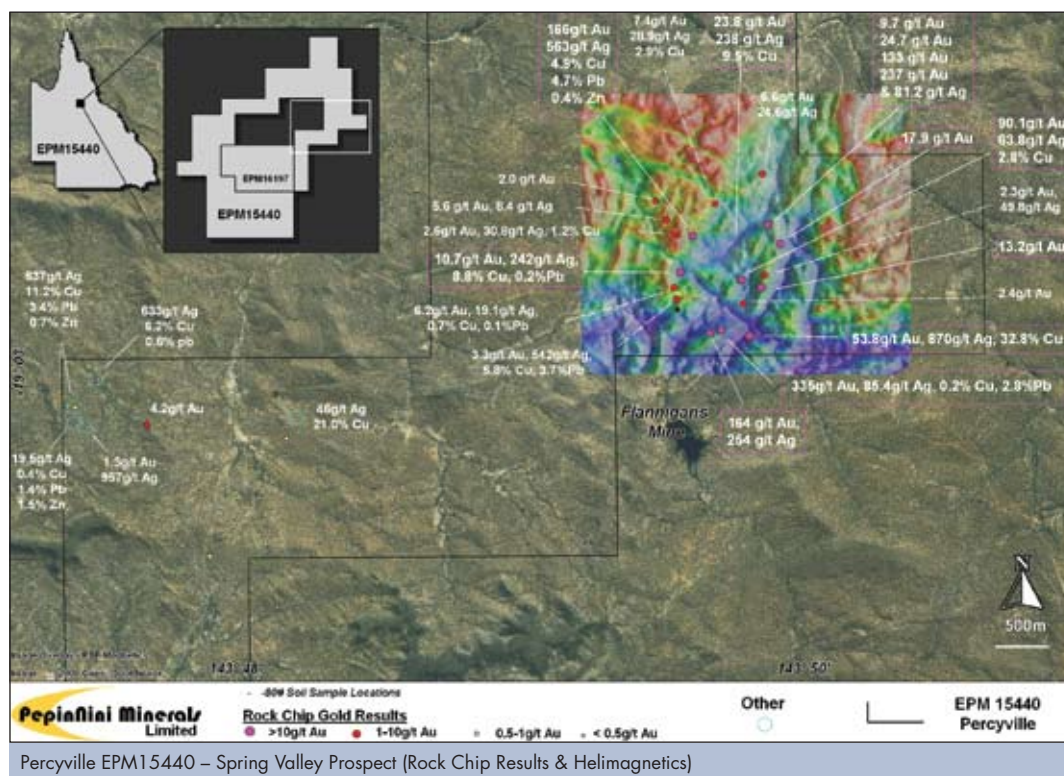 166g/t Au
563g/t Ag
4.9% Cu
4.7% Pb
0.4% Zn
7.4g/t Au
28.9g/t Ag
2.9% Cu
23.8 g/t Au
238 g/t Ag
9.5% Cu
9.7 g/t Au
24.7 g/t Au
133 g/t Au
237 g/t Au
& 81.2 g/t Ag
6.6g/t Au
24.6g/t Ag
17.9 g/t Au
90.1g/t Au
63.8g/t Ag
2.8% Cu
2.3g/t Au,
49.8g/t Ag
13.2g/t Au
2.4g/t Au
53.8g/t Au, 870g/t Ag, 32.8% Cu
335g/t Au, 85.4g/t Ag, 0.2% Cu, 2.8%Pb
164 g/t Au,
254 g/t Ag
EPM15440
EPM16197
EPM15440
2.0 g/t Au
5.6 g/t Au, 8.4 g/t Ag
2.6g/t Au, 30.8g/t Ag, 1.2% Cu
10.7g/t Au, 242g/t Ag,
8.8% Cu, 0.2%Pb
6.2g/t Au, 19.1g/t Ag,
0.7% Cu, 0.1%Pb
3.3g/t Au, 542g/t Ag,
5.8% Cu, 3.7%Pb
637g/t Ag
11.2% Cu
3.4% Pb
0.7% Zn
633g/t Ag
6.2% Cu
0.6% pb
4.2g/t Au
46g/t Ag
21.0% Cu
19.5g/t Ag
0.4% Cu
1.4% Pb
1.5% Zn
1.5g/t Au
957g/t Ag
Flannigans
Mine
N
500m
-19° 03'
143° 48'
143° 50'
PepinNini Minerals
Limited
-80# Soil Sample Locations
Rock Chip Gold Results
>10g/t Au
1-10g/t Au
0.5-1g/t Au
< 0.5g/t Au
Other
EPM 15440
Percyville
Percyville EPM15440 – Spring Valley Prospect (Rock Chip Results & Helimagnetics)